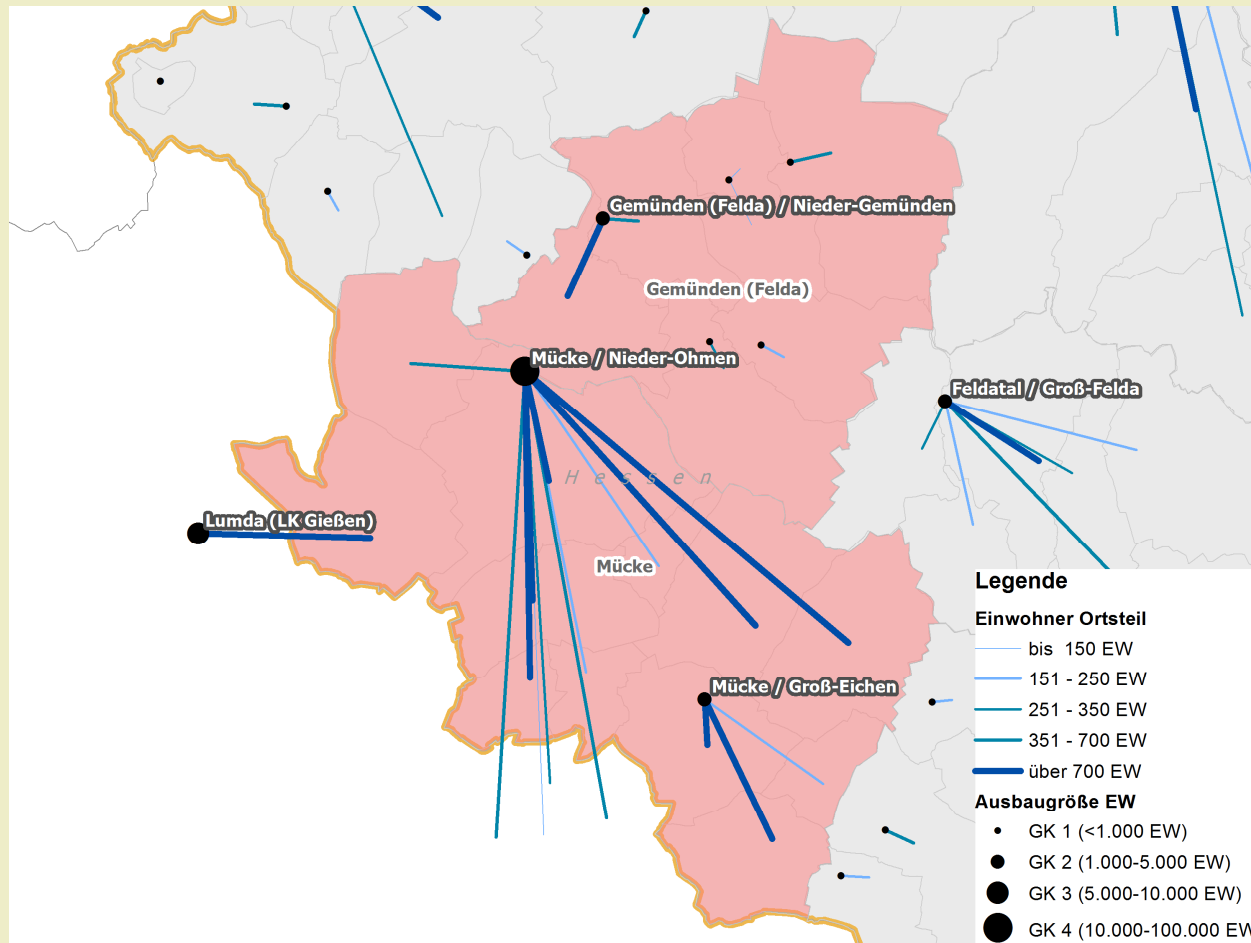 Gemünden (Felda) / Nieder-Gemünden
Gemünden (Felda)
Mücke / Nieder-Ohmen
Feldatal / Groß-Felda
Hessen
Lumda (LK Gießen)
Mücke
Mücke / Groß-Eichen
Legende
Einwohner Ortsteil
bis 150 EW
151 - 250 EW
251 - 350 EW
351 - 700 EW
über 700 EW
Ausbaugröße EW
GK 1 (<1.000 EW)
GK 2 (1.000-5.000 EW)
GK 3 (5.000-10.000 EW)
GK 4 (10.000-100.000 EW